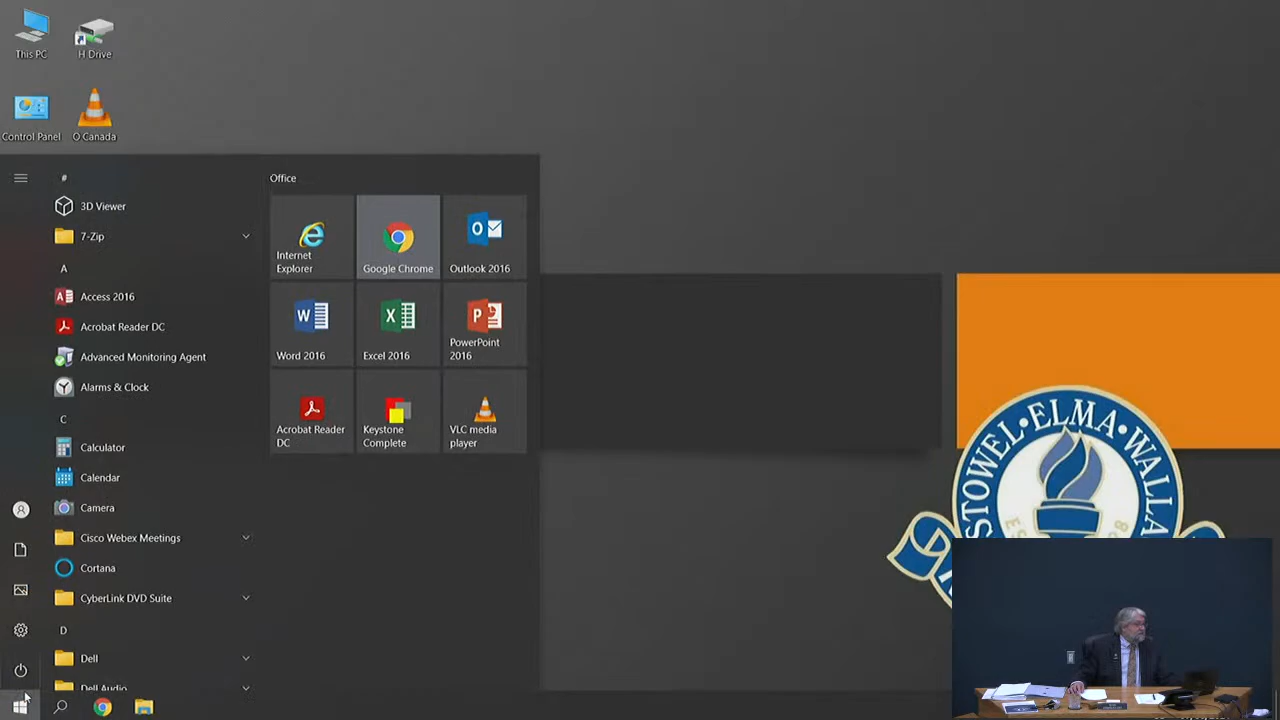 This PC
H Drive
Control Panel
O Canada
#
3D Viewer
7-Zip
A
Access 2016
Acrobat Reader DC
Advanced Monitoring Agent
Alarms & Clock
C
Calculator
Calendar
Camera
Cisco Webex Meetings
Cortana
CyberLink DVD Suite
D
Dell
Dell Audio
Office
Internet
Explorer
Google Chrome
Outlook 2016
Word 2016
Excel 2016
PowerPoint
2016
Acrobat Reader
DC
Keystone
Complete
VLC media
player
STOWEL • ELMA • WALLA